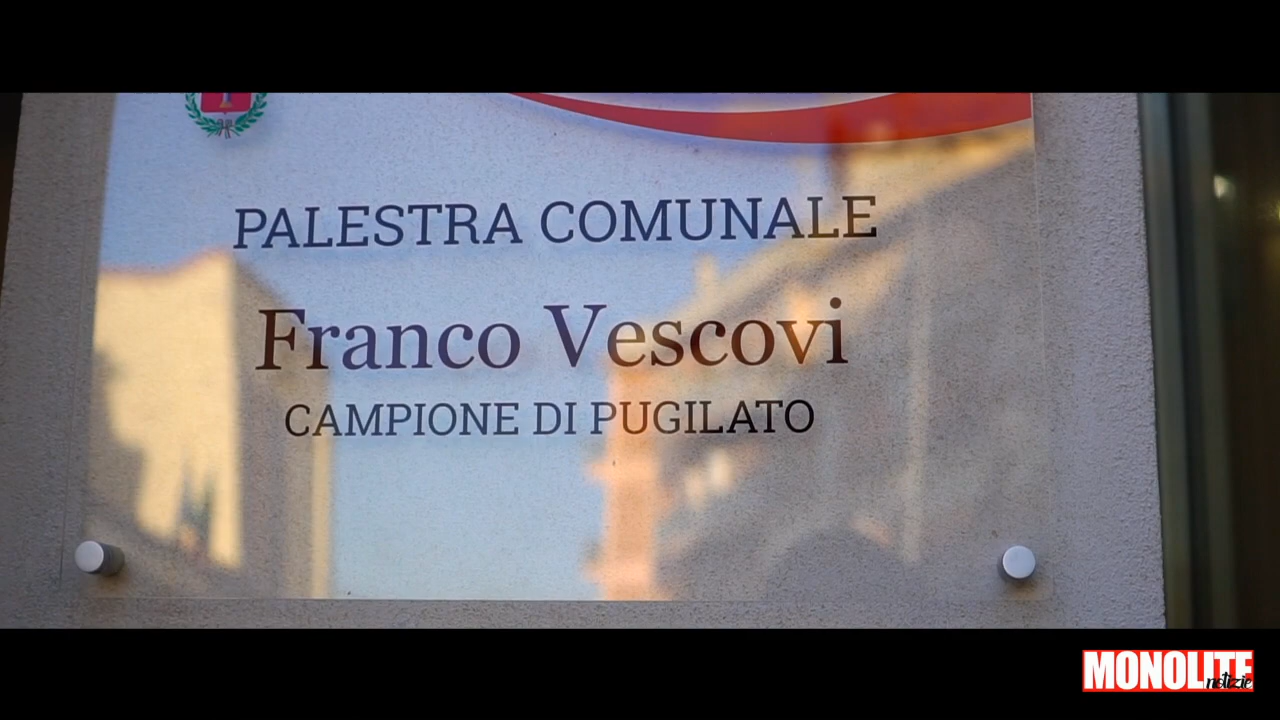 PALESTRA COMUNALE
Franco Vescovi
CAMPIONE DI PUGILATO
MONOLITE
notizie